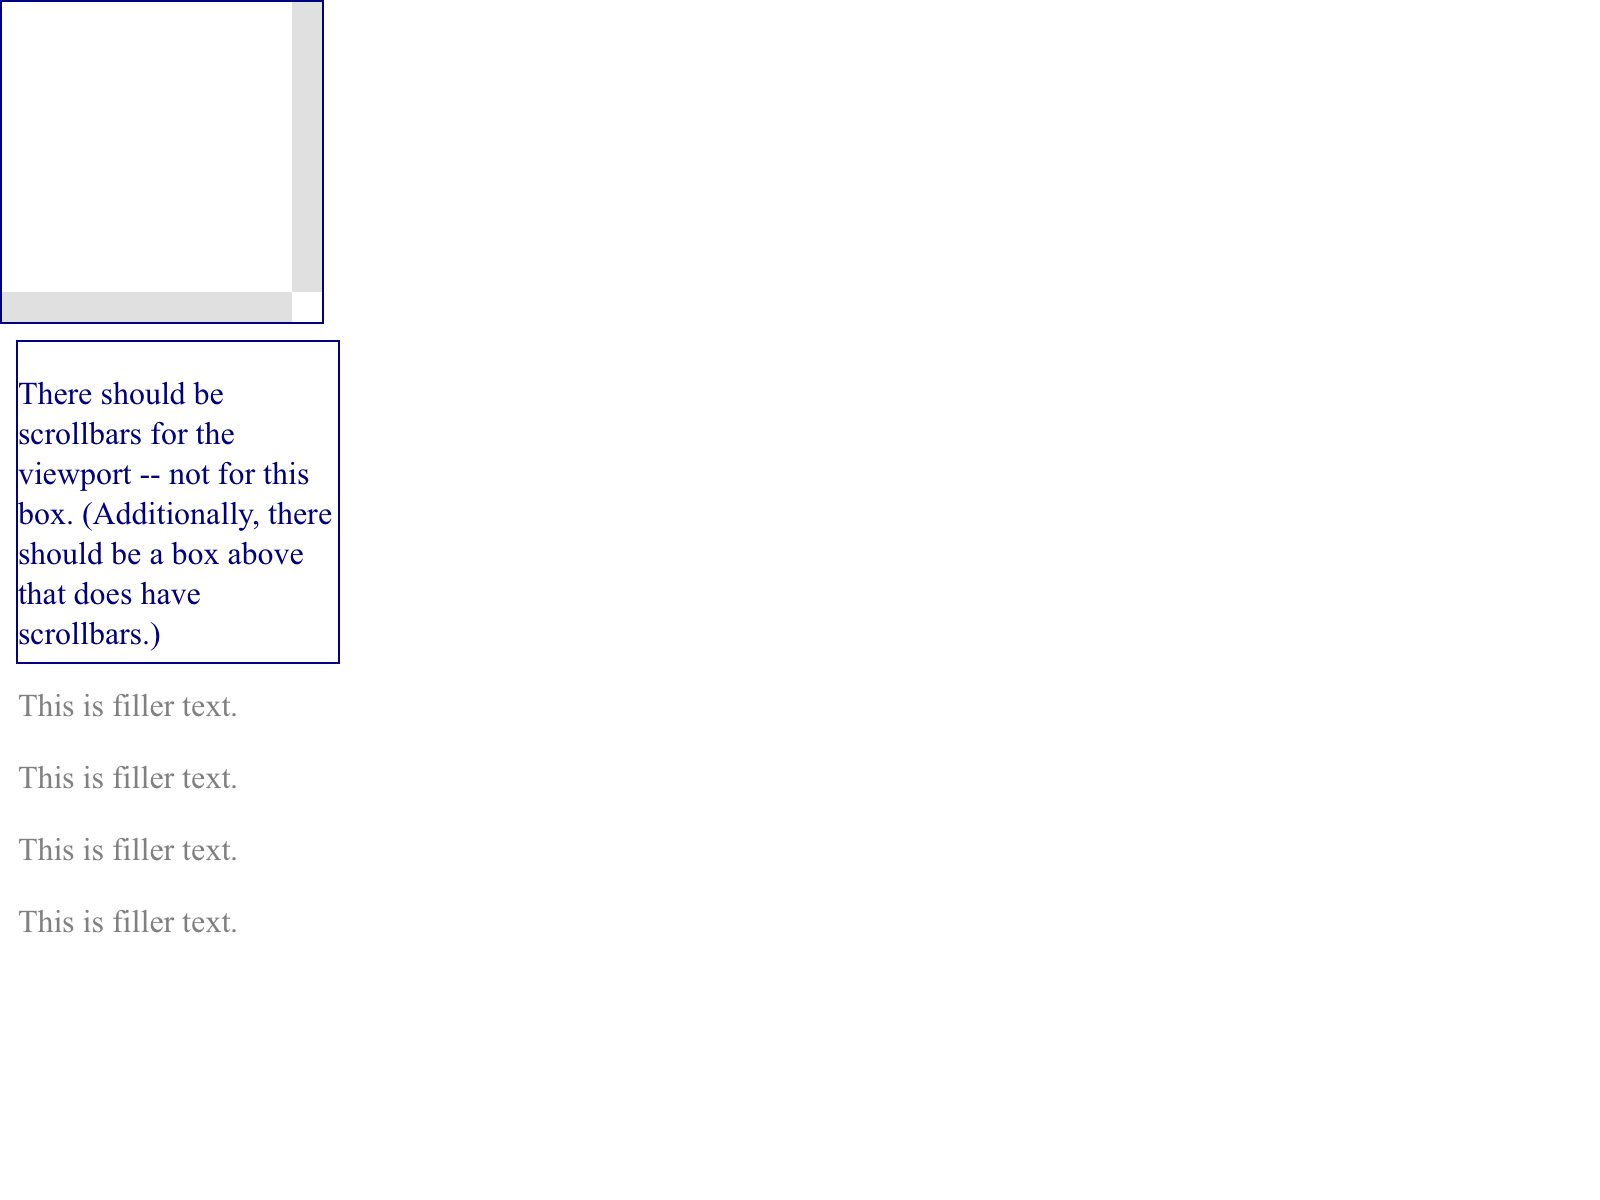 There should be
scrollbars for the
viewport -- not for this
box. (Additionally, there
should be a box above
that does have
scrollbars.)
This is filler text.
This is filler text.
This is filler text.
This is filler text.